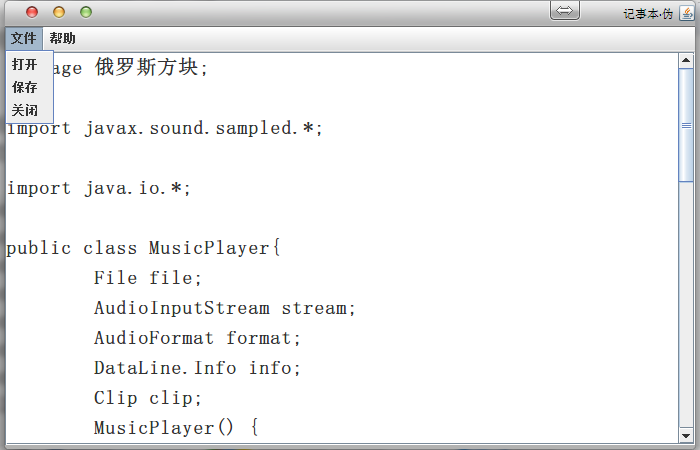 记事本·伪
文件 帮助
打开
保存
关闭
age 俄罗斯方块;
import javax.sound.sampled.*;
import java.io.*;
public class MusicPlayer{
File file;
AudioInputStream stream;
AudioFormat format;
DataLine.Info info;
Clip clip;
MusicPlayer() {